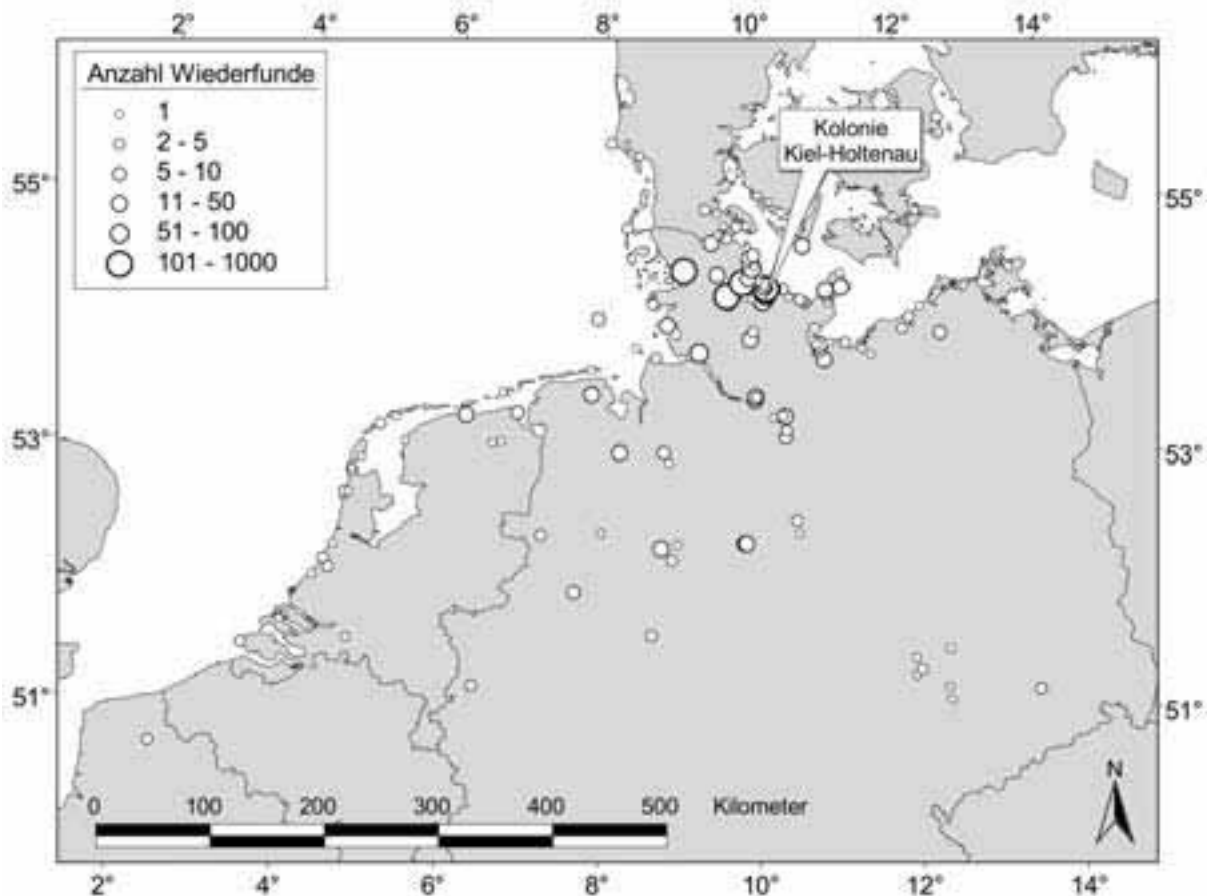 2° 4° 6° 8° 10° 12° 14°
Anzahl Wiederfunde
1
2 - 5
5 - 10
11 - 50
51 - 100
101 - 1000
Kolonie
Kiel-Holtenau
55° 55°
53° 53°
51° 51°
N
0 100 200 300 400 500 Kilometer
2° 4° 6° 8° 10° 12° 14°